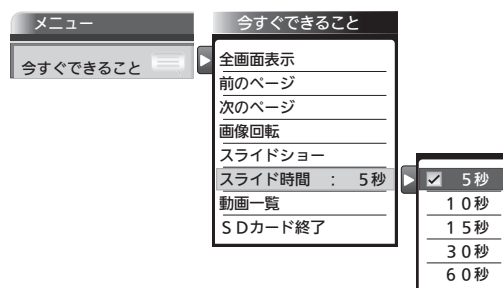 メニュー
今すぐできること
今すぐできること
全画面表示
前のページ
次のページ
画像回転
スライドショー
スライド時間 : 5秒
動画一覧
SDカード終了
5秒
10秒
15秒
30秒
60秒